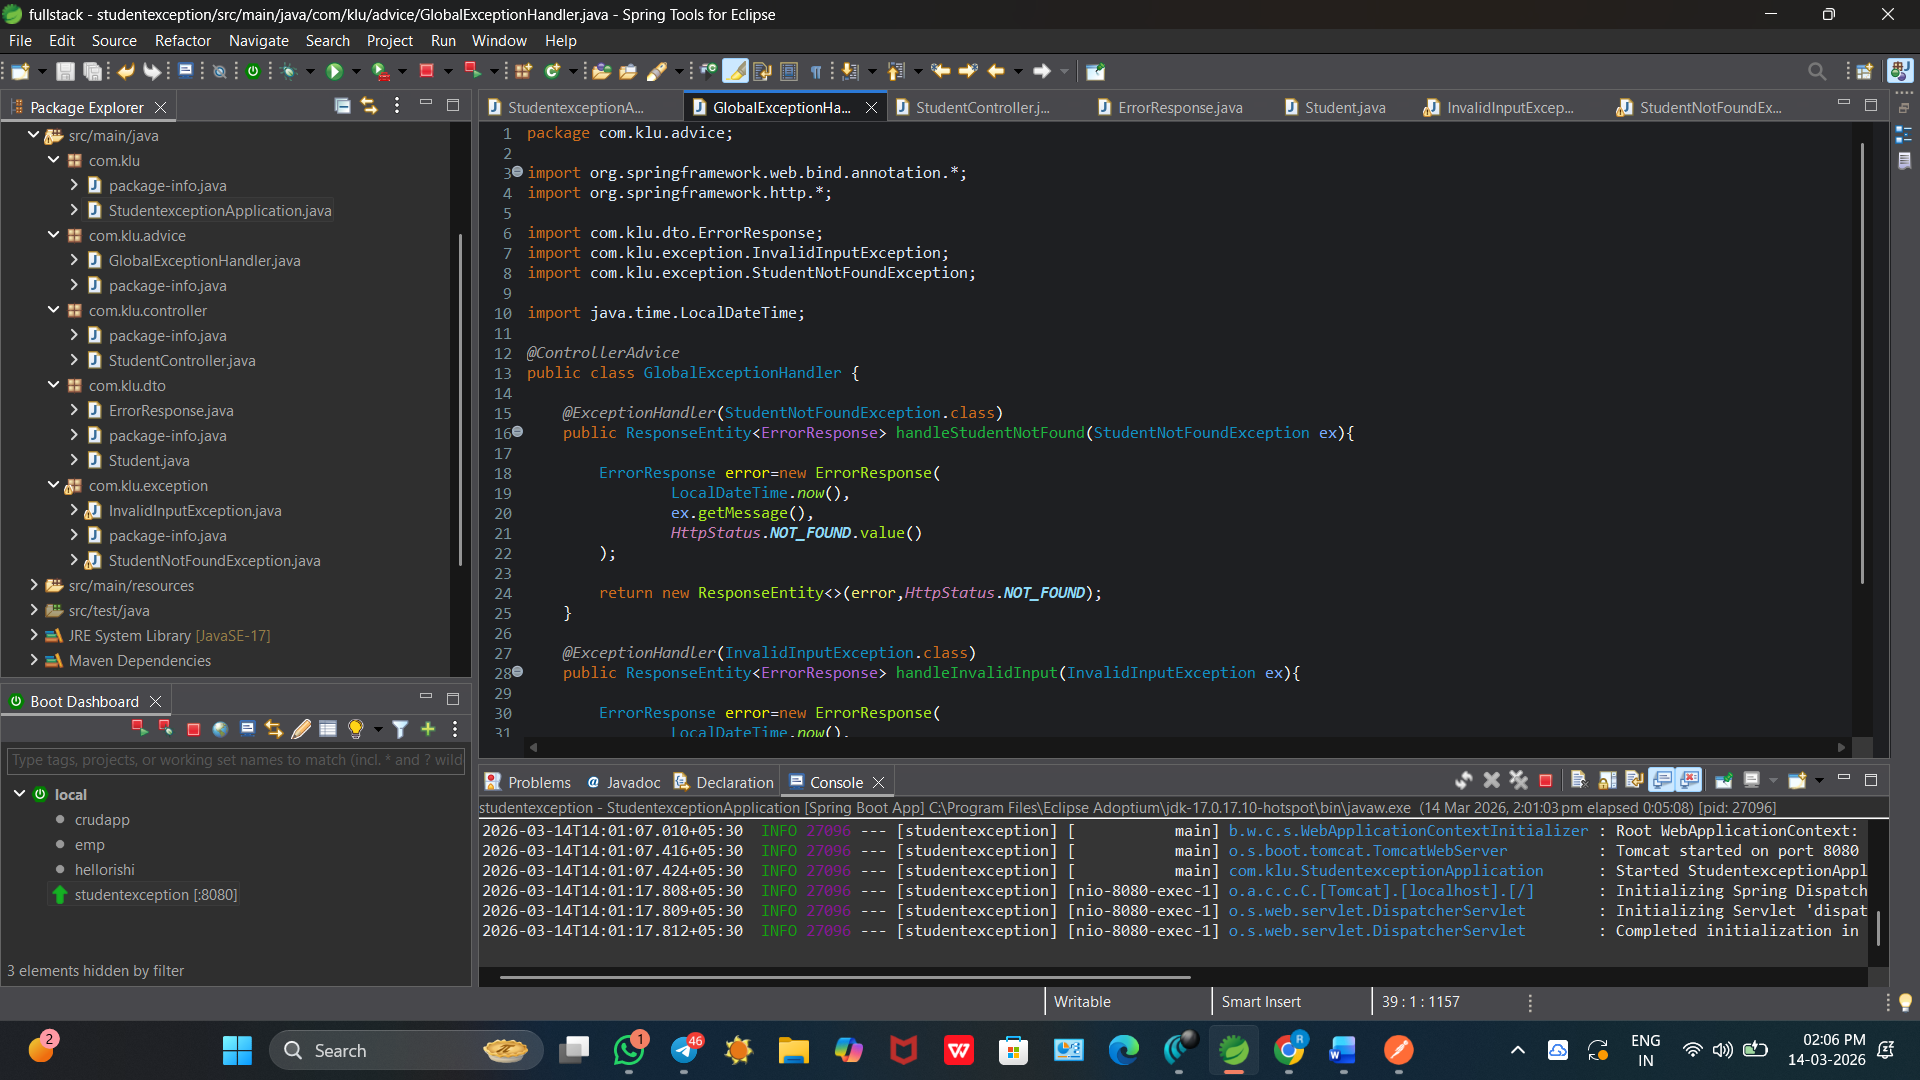 fullstack - studentexception/src/main/java/com/klu/advice/GlobalExceptionHandler.java - Spring Tools for Eclipse
File Edit Source Refactor Navigate Search Project Run Window Help
Package Explorer
src/main/java
com.klu
package-info.java
StudentexceptionApplication.java
com.klu.advice
GlobalExceptionHandler.java
package-info.java
com.klu.controller
package-info.java
StudentController.java
com.klu.dto
ErrorResponse.java
package-info.java
Student.java
com.klu.exception
InvalidInputException.java
package-info.java
StudentNotFoundException.java
src/main/resources
src/test/java
JRE System Library [JavaSE-17]
Maven Dependencies
Boot Dashboard
Type tags, projects, or working set names to match (incl. * and ? wild
local
crudapp
emp
hellorishi
studentexception [:8080]
3 elements hidden by filter
StudentexceptionA... GlobalExceptionHa... StudentController.j... ErrorResponse.java Student.java InvalidInputExcep... StudentNotFoundEx...
1 package com.klu.advice;
2
3 import org.springframework.web.bind.annotation.*;
4 import org.springframework.http.*;
5
6 import com.klu.dto.ErrorResponse;
7 import com.klu.exception.InvalidInputException;
8 import com.klu.exception.StudentNotFoundException;
9
10 import java.time.LocalDateTime;
11
12 @ControllerAdvice
13 public class GlobalExceptionHandler {
14
15 @ExceptionHandler(StudentNotFoundException.class)
16 public ResponseEntity<ErrorResponse> handleStudentNotFound(StudentNotFoundException ex){
17
18 ErrorResponse error=new ErrorResponse(
19 LocalDateTime.now(),
20 ex.getMessage(),
21 HttpStatus.NOT_FOUND.value()
22 );
23
24 return new ResponseEntity<>(error,HttpStatus.NOT_FOUND);
25 }
26
27 @ExceptionHandler(InvalidInputException.class)
28 public ResponseEntity<ErrorResponse> handleInvalidInput(InvalidInputException ex){
29
30 ErrorResponse error=new ErrorResponse(
31 LocalDateTime.now(),
Problems Javadoc Declaration Console
studentexception - StudentexceptionApplication [Spring Boot App] C:\Program Files\Eclipse Adoptium\jdk-17.0.17.10-hotspot\bin\javaw.exe (14 Mar 2026, 2:01:03 pm elapsed 0:05:08) [pid: 27096]
2026-03-14T14:01:07.010+05:30 INFO 27096 --- [studentexception] [ main] b.w.c.s.WebApplicationContextInitializer : Root WebApplicationContext:
2026-03-14T14:01:07.416+05:30 INFO 27096 --- [studentexception] [ main] o.s.boot.tomcat.TomcatWebServer : Tomcat started on port 8080
2026-03-14T14:01:07.424+05:30 INFO 27096 --- [studentexception] [ main] com.klu.StudentexceptionApplication : Started StudentexceptionAppl
2026-03-14T14:01:17.808+05:30 INFO 27096 --- [studentexception] [nio-8080-exec-1] o.a.c.c.C.[Tomcat].[localhost].[/] : Initializing Spring Dispatch
2026-03-14T14:01:17.809+05:30 INFO 27096 --- [studentexception] [nio-8080-exec-1] o.s.web.servlet.DispatcherServlet : Initializing Servlet 'dispat
2026-03-14T14:01:17.812+05:30 INFO 27096 --- [studentexception] [nio-8080-exec-1] o.s.web.servlet.DispatcherServlet : Completed initialization in
Writable Smart Insert 39 : 1 : 1157
2
Search
1
46
R
ENG
IN
02:06 PM
14-03-2026